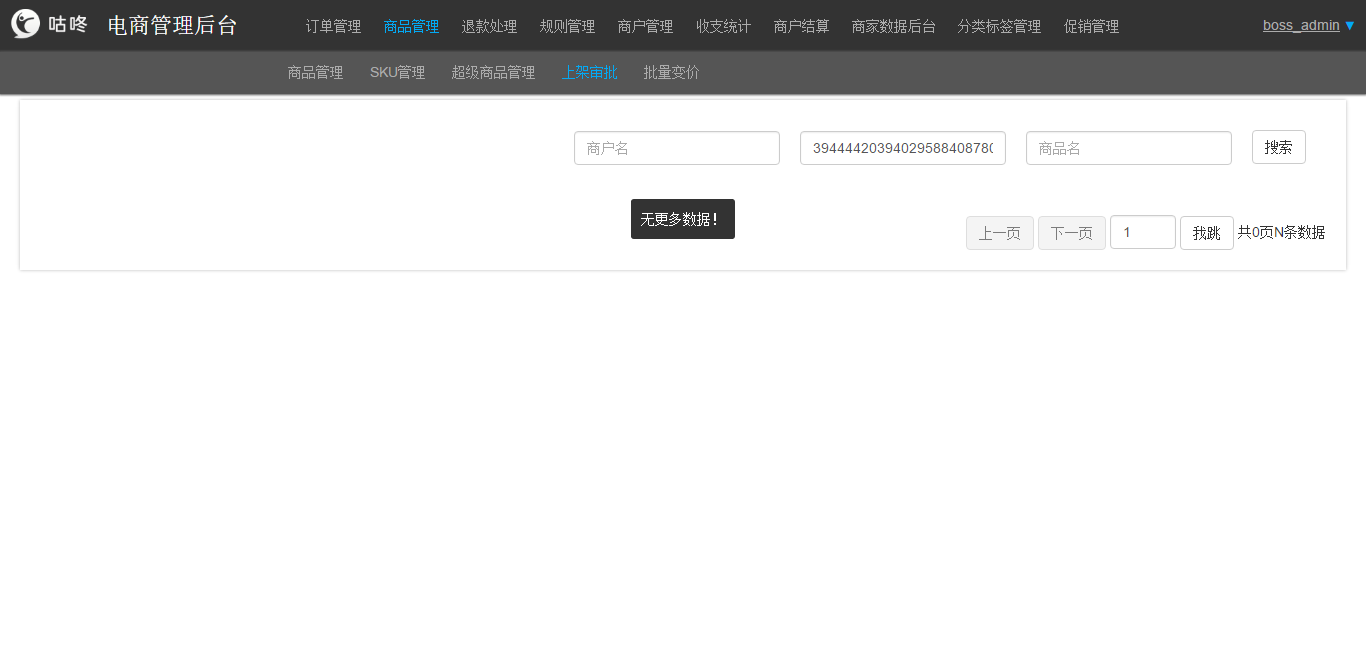 咕咚 电商管理后台 订单管理 商品管理 退款处理 规则管理 商户管理 收支统计 商户结算 商家数据后台 分类标签管理 促销管理 boss_admin ▼
商品管理 SKU管理 超级商品管理 上架审批 批量变价
商户名 3944442039402958840878 商品名 搜索
无更多数据！
上一页 下一页 1 我跳 共0页N条数据